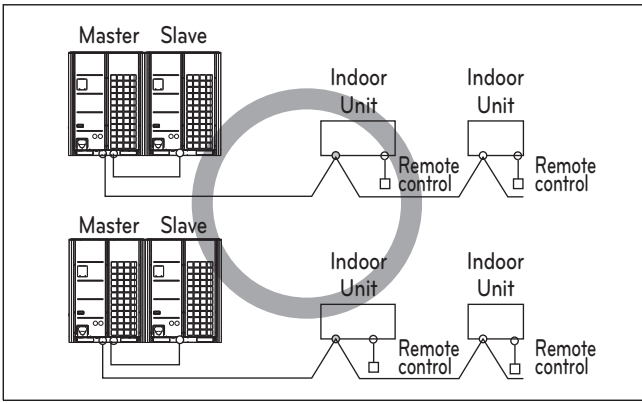 Master Slave
Indoor Unit
Indoor Unit
Remote control
Remote control
Master Slave
Indoor Unit
Indoor Unit
Remote control
Remote control